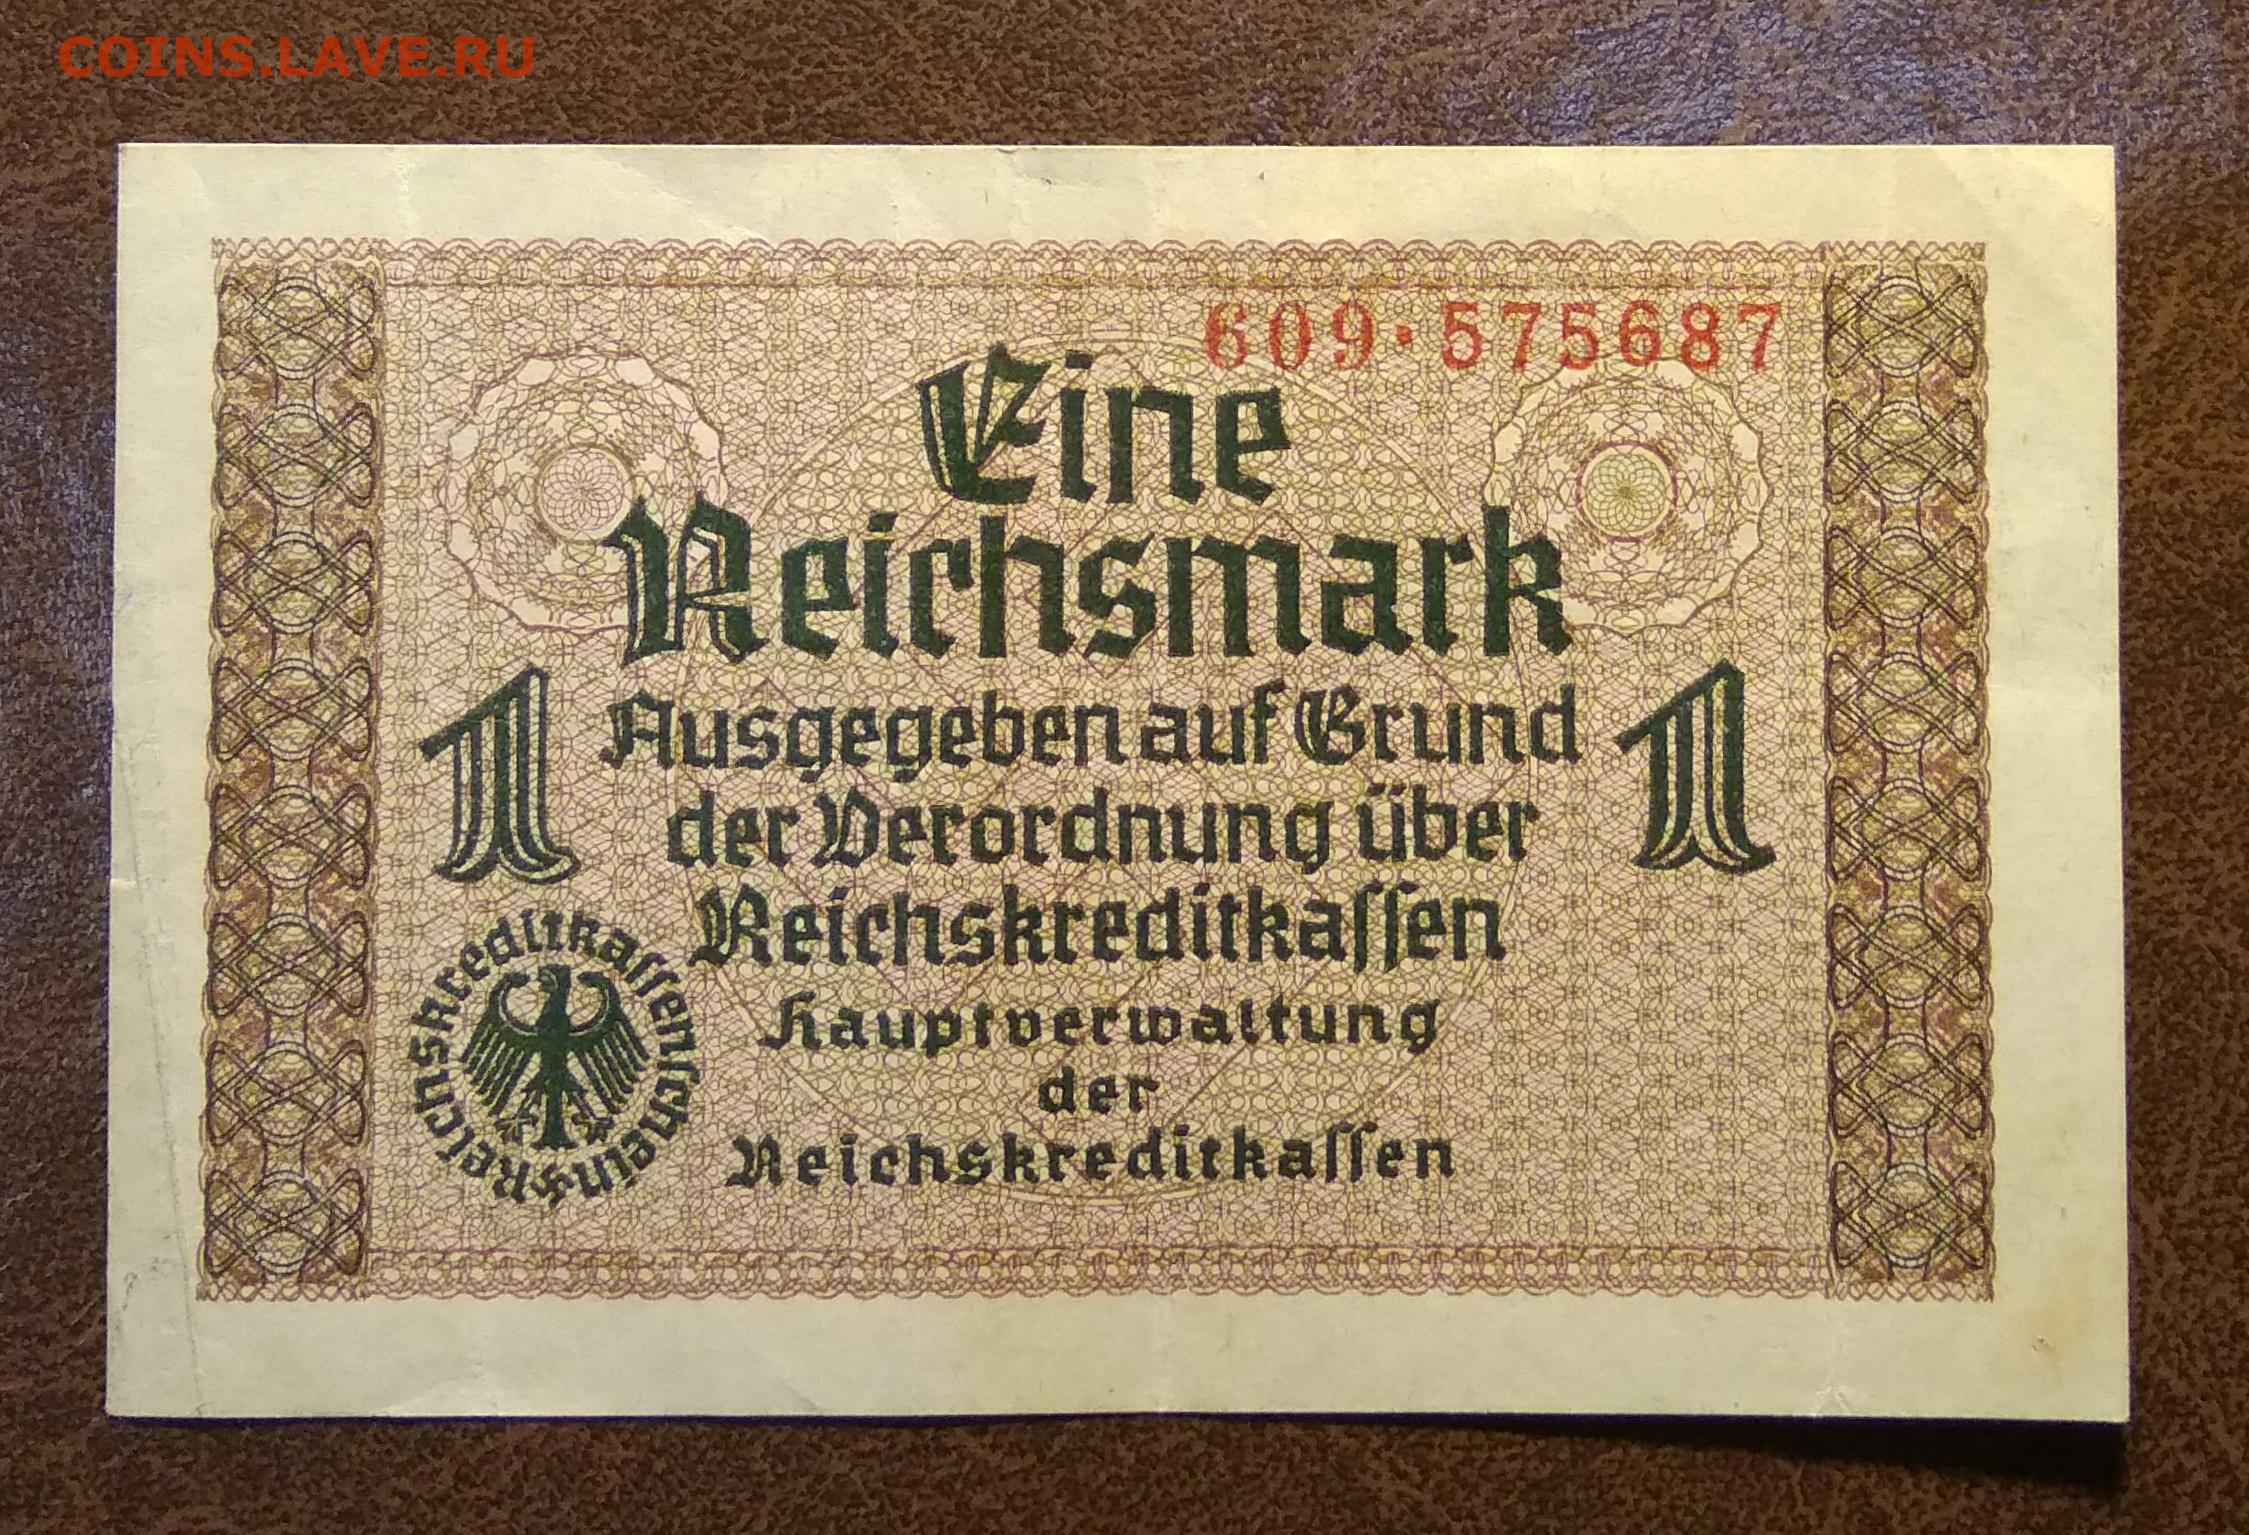 COINS.LAVE.RU
609·575687
Eine
Reichsmark
1
Ausgegeben auf Grund
der Verordnung über
Reichskreditkassen
1
Hauptverwaltung
der
Reichskreditkassen
Reichskreditkassenscheine